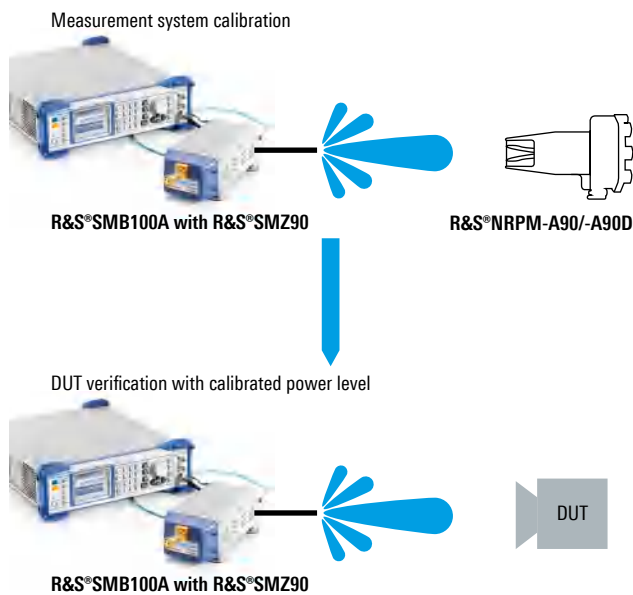 Measurement system calibration
R&S®SMB100A with R&S®SMZ90
R&S®NRPM-A90/-A90D
DUT verification with calibrated power level
DUT
R&S®SMB100A with R&S®SMZ90